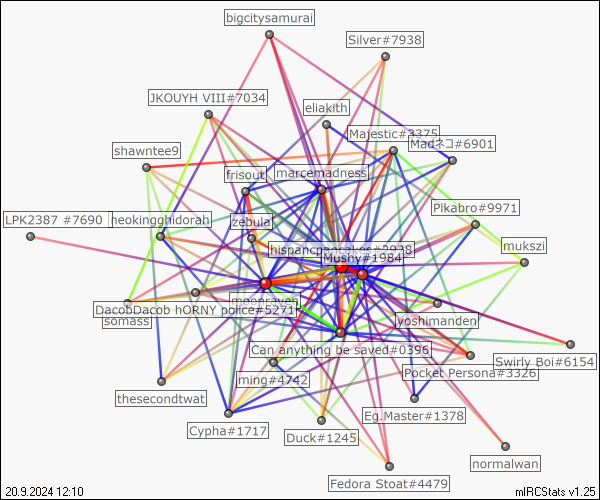 bigcitysamurai
Silver#7938
JKOUYH VIII#7034
eliakith
Majestic#3375
Madネコ#6901
shawntee9
frisout
marcemadness
Pikabro#9971
LPK2387 #7690
heokingghidorah
zebulal
mukszi
hispancpancakes#2938
Mushy#1984
DacobDacob hORNY police#5271
somass
yoshimanden
Can anything be saved#0396
Swirly Boi#6154
Pocket Persona#3326
ming#4742
thesecondtwat
Eg.Master#1378
Cypha#1717
Duck#1245
normalwan
Fedora Stoat#4479
20.9.2024 12:10
mIRCStats v1.25